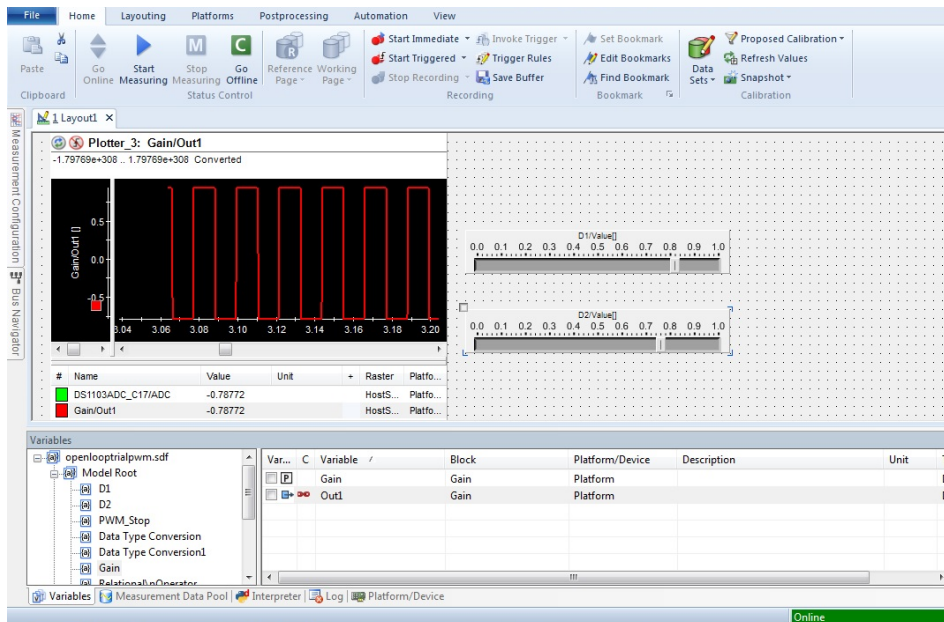 File Home Layouting Platforms Postprocessing Automation View
Paste
Clipboard
Go Online
Start Measuring
Stop Measuring
Go Offline
Status Control
Reference Page
Working Page
Start Immediate Invoke Trigger
Start Triggered Trigger Rules
Stop Recording Save Buffer
Recording
Set Bookmark
Edit Bookmarks
Find Bookmark
Bookmark
Data Sets
Proposed Calibration
Refresh Values
Snapshot
Calibration
1 Layout1
Measurement Configuration
Bus Navigator
Plotter_3: Gain/Out1
-1.79769e+308 .. 1.79769e+308 Converted
Gain/Out1 []
0.5
0.0
-0.5
3.04 3.06 3.08 3.10 3.12 3.14 3.16 3.18 3.20
# Name Value Unit + Raster Platfo...
DS1103ADC_C17/ADC -0.78772 HostS... Platfo...
Gain/Out1 -0.78772 HostS... Platfo...
D1/Value[]
0.0 0.1 0.2 0.3 0.4 0.5 0.6 0.7 0.8 0.9 1.0
D2/Value[]
0.0 0.1 0.2 0.3 0.4 0.5 0.6 0.7 0.8 0.9 1.0
Variables
openlooptrialpwm.sdf
Model Root
D1
D2
PWM_Stop
Data Type Conversion
Data Type Conversion1
Gain
Relational\nOperator
Var... C Variable / Block Platform/Device Description Unit
P Gain Gain Platform
Out1 Gain Platform
Variables Measurement Data Pool Interpreter Log Platform/Device
Online